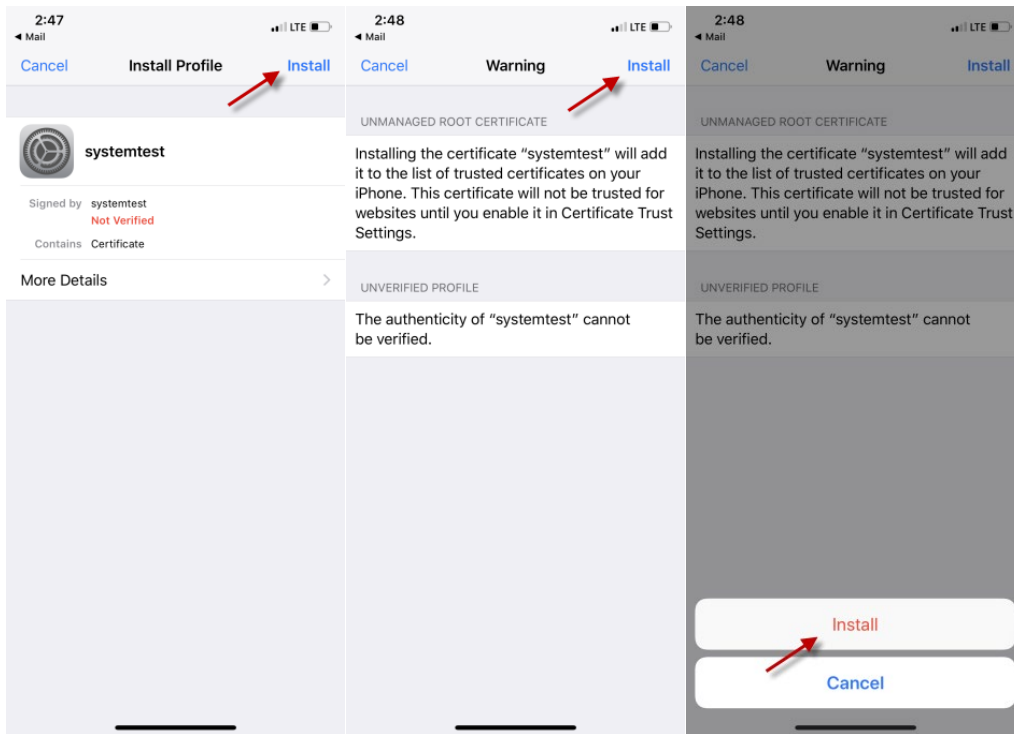 2:47
LTE
◀ Mail
Cancel
Install Profile
Install
systemtest
Signed by systemtest
Not Verified
Contains Certificate
More Details
2:48
LTE
◀ Mail
Cancel
Warning
Install
UNMANAGED ROOT CERTIFICATE
Installing the certificate “systemtest” will add
it to the list of trusted certificates on your
iPhone. This certificate will not be trusted for
websites until you enable it in Certificate Trust
Settings.
UNVERIFIED PROFILE
The authenticity of “systemtest” cannot
be verified.
2:48
LTE
◀ Mail
Cancel
Warning
Install
UNMANAGED ROOT CERTIFICATE
Installing the certificate “systemtest” will add
it to the list of trusted certificates on your
iPhone. This certificate will not be trusted for
websites until you enable it in Certificate Trust
Settings.
UNVERIFIED PROFILE
The authenticity of “systemtest” cannot
be verified.
Install
Cancel